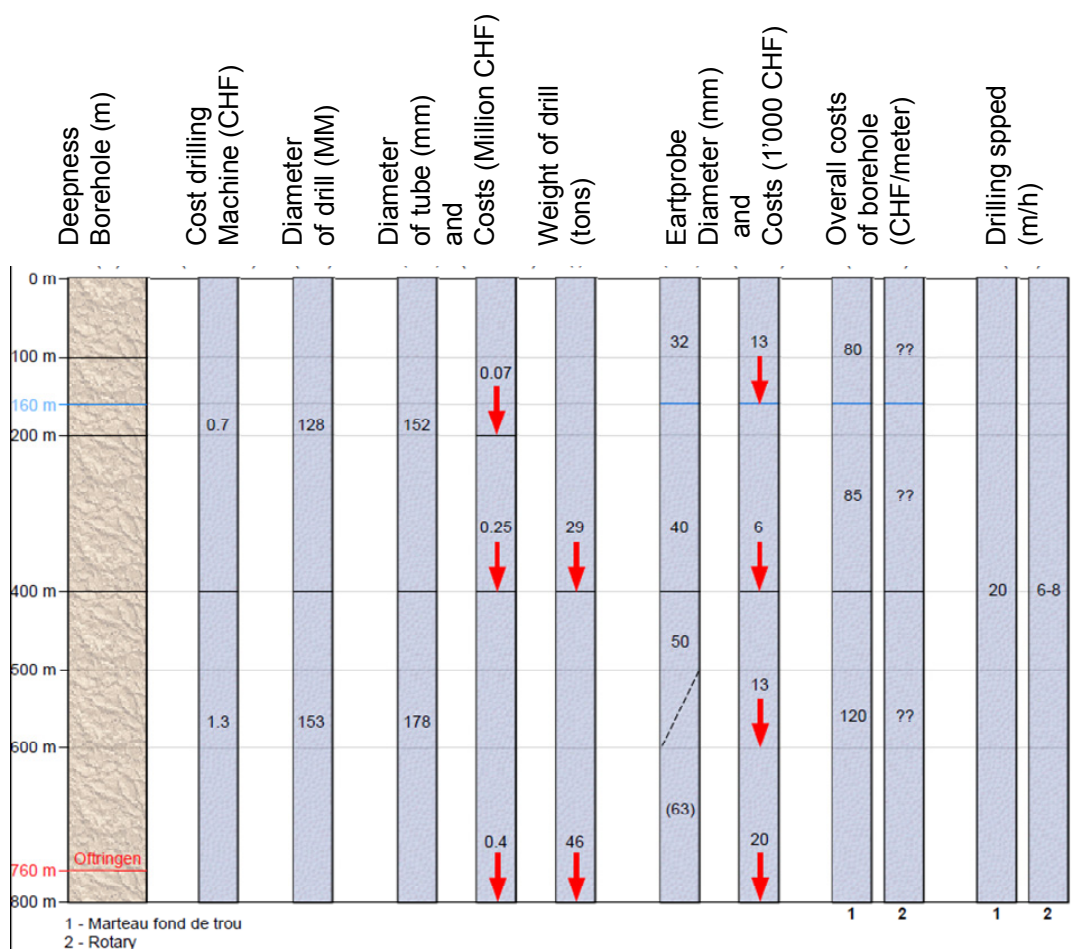 Deepness
Borehole (m)
Cost drilling
Machine (CHF)
Diameter
of drill (MM)
Diameter
of tube (mm)
and
Costs (Million CHF)
Weight of drill
(tons)
Eartprobe
Diameter (mm)
and
Costs (1'000 CHF)
Overall costs
of borehole
(CHF/meter)
Drilling spped
(m/h)
0 m
32 13
100 m 80 ??
0.07
160 m
0.7 128 152
200 m
85 ??
0.25 29 40 6
400 m 20 6-8
50
500 m
13
1.3 153 178 120 ??
600 m
(63)
0.4 46 20
Oftringen
760 m
800 m
1 2 1 2
1 - Marteau fond de trou
2 - Rotary